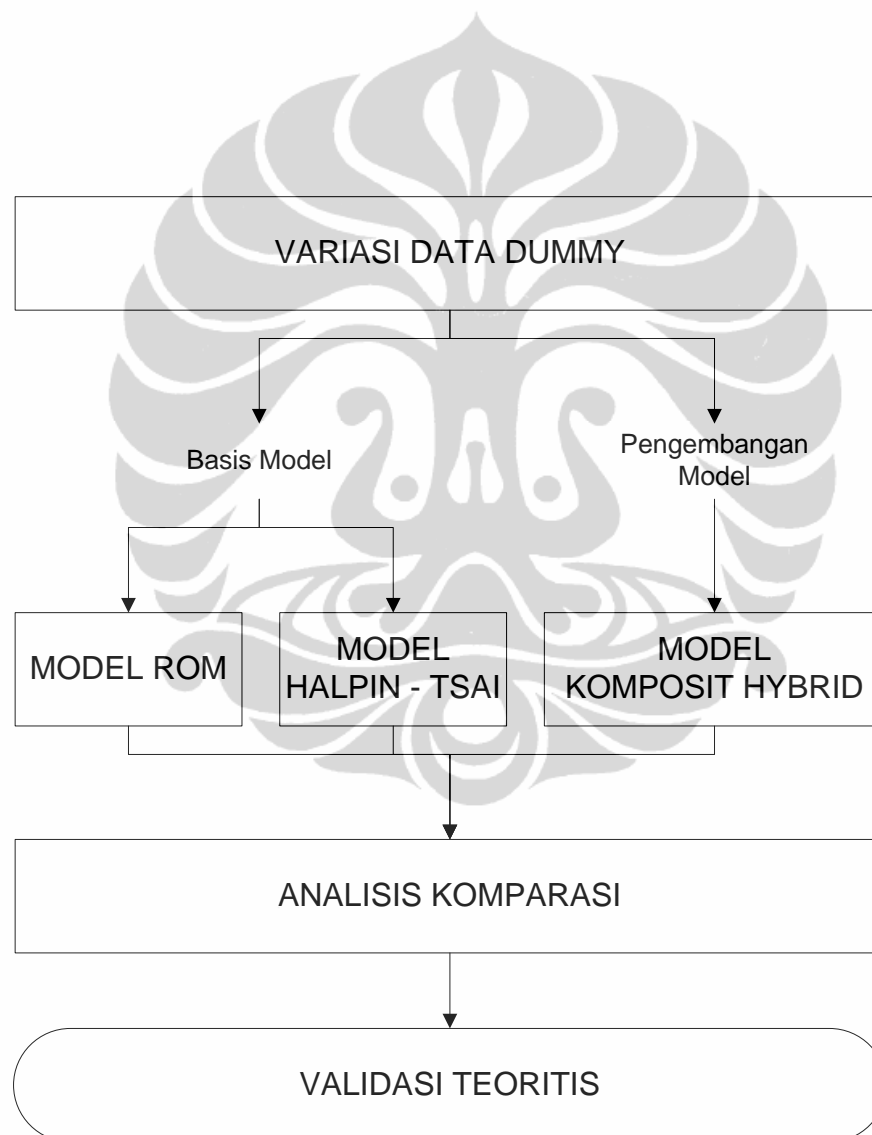 VARIASI DATA DUMMY
Basis Model
Pengembangan
Model
MODEL ROM
MODEL
HALPIN - TSAI
MODEL
KOMPOSIT HYBRID
ANALISIS KOMPARASI
VALIDASI TEORITIS